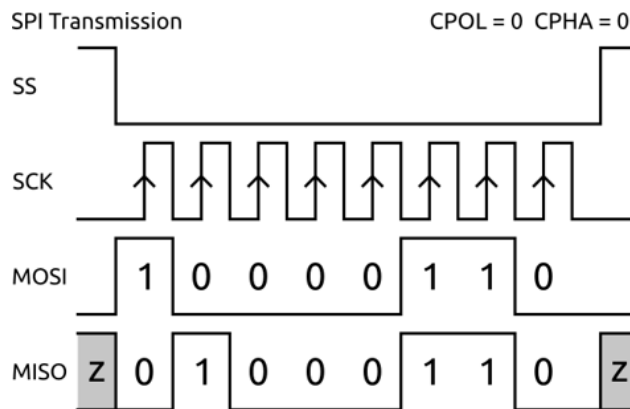 SPI Transmission CPOL = 0 CPHA = 0
SS
SCK
MOSI 1 0 0 0 0 1 1 0
MISO Z 0 1 0 0 0 1 1 0 Z